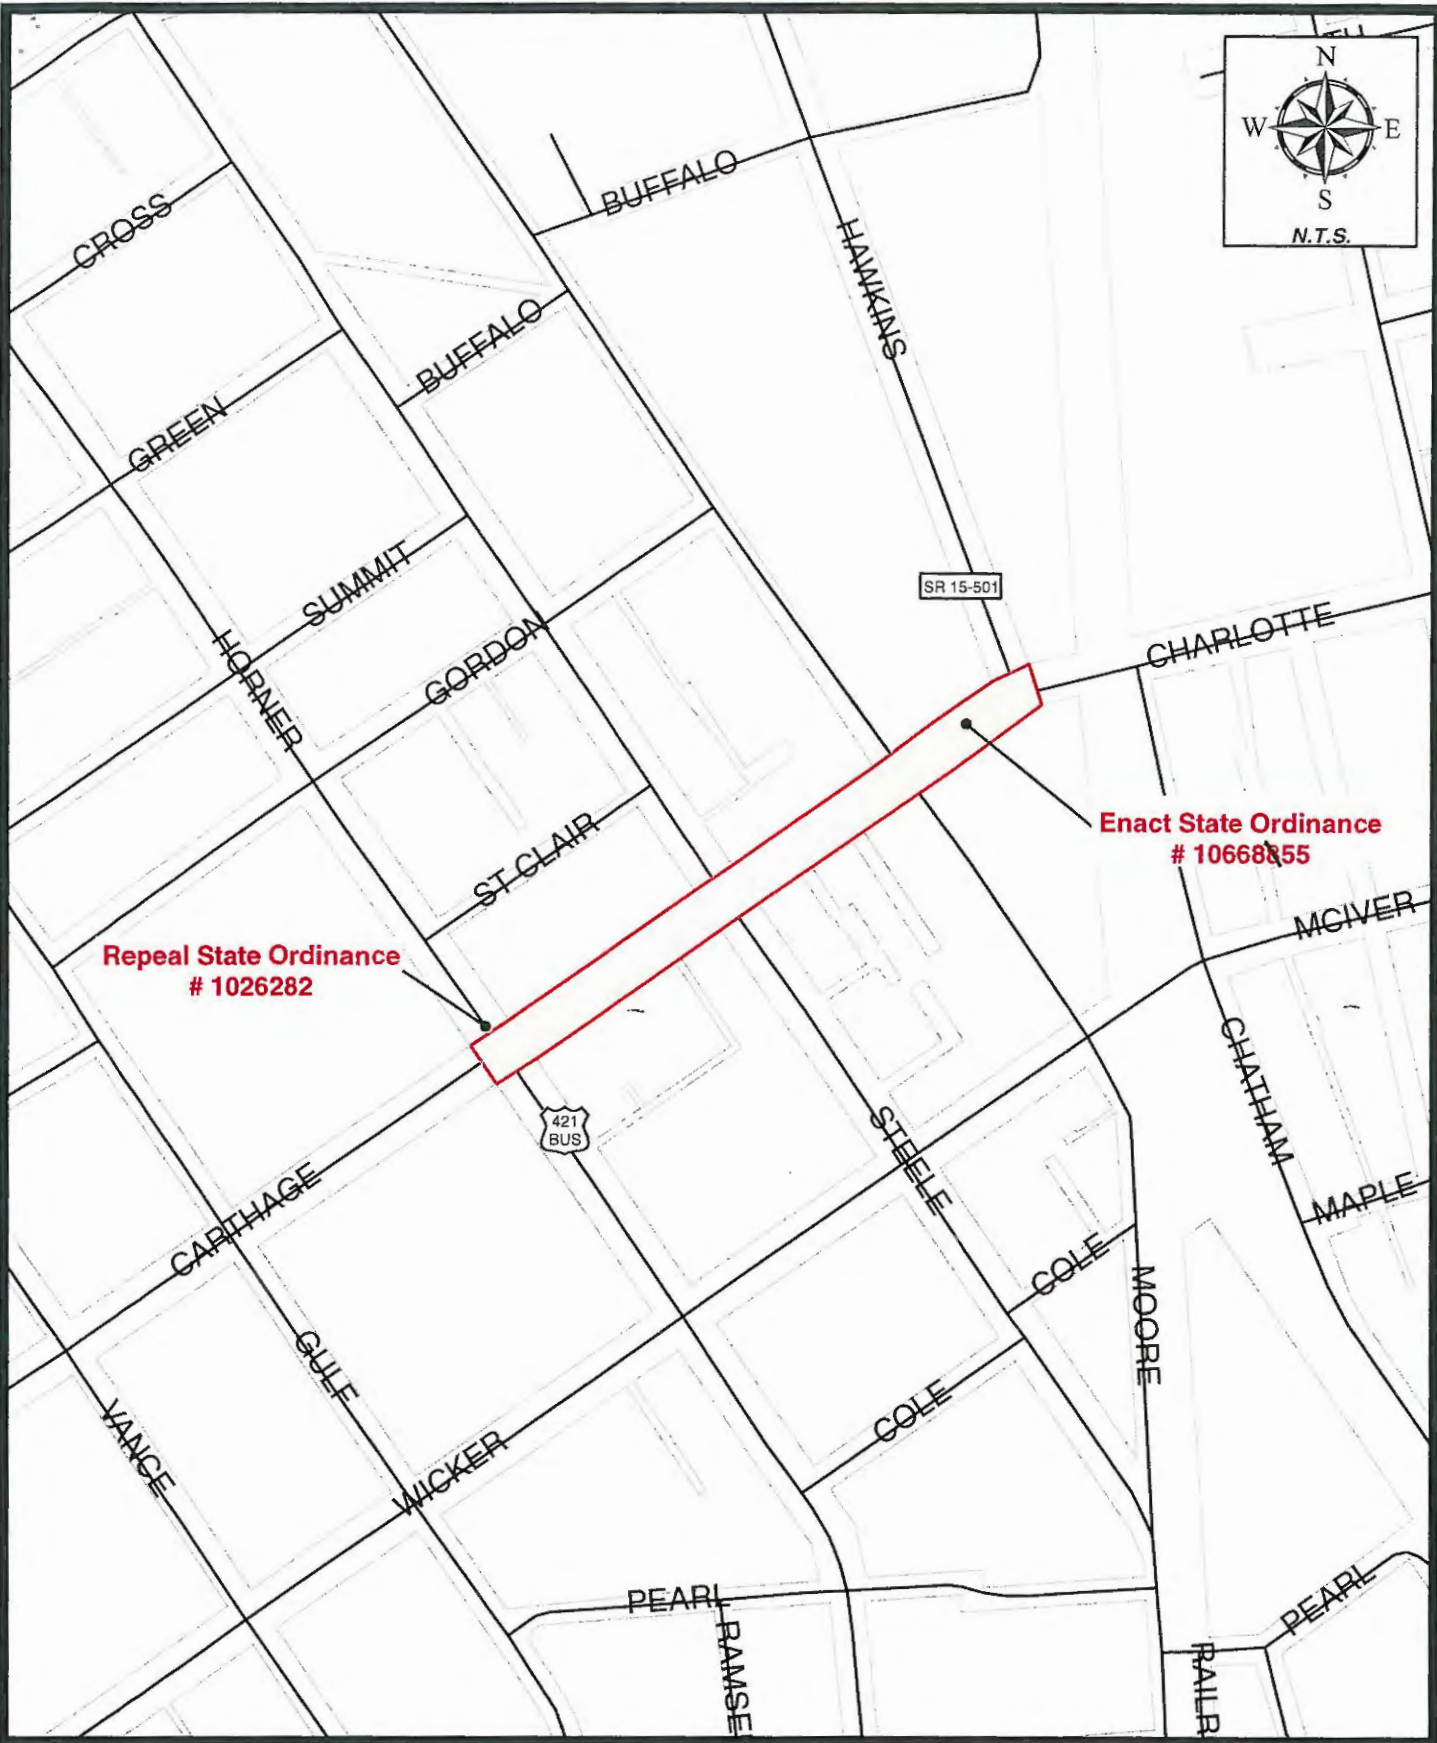 N
W E
S
N.T.S.
BUFFALO
CROSS
HAWKINS
BUFFALO
GREEN
SUMMIT
SR 15-501
HORNER
GORDON
CHARLOTTE
ST CLAIR
Enact State Ordinance
# 10668855
MCIVER
Repeal State Ordinance
# 1026282
CHATHAM
421
BUS
STEELE
CARTHAGE
MAPLE
COLE
MOORE
GULF
COLE
VANCE
WICKER
PEARL
PEARL
RAMSE
RAILR